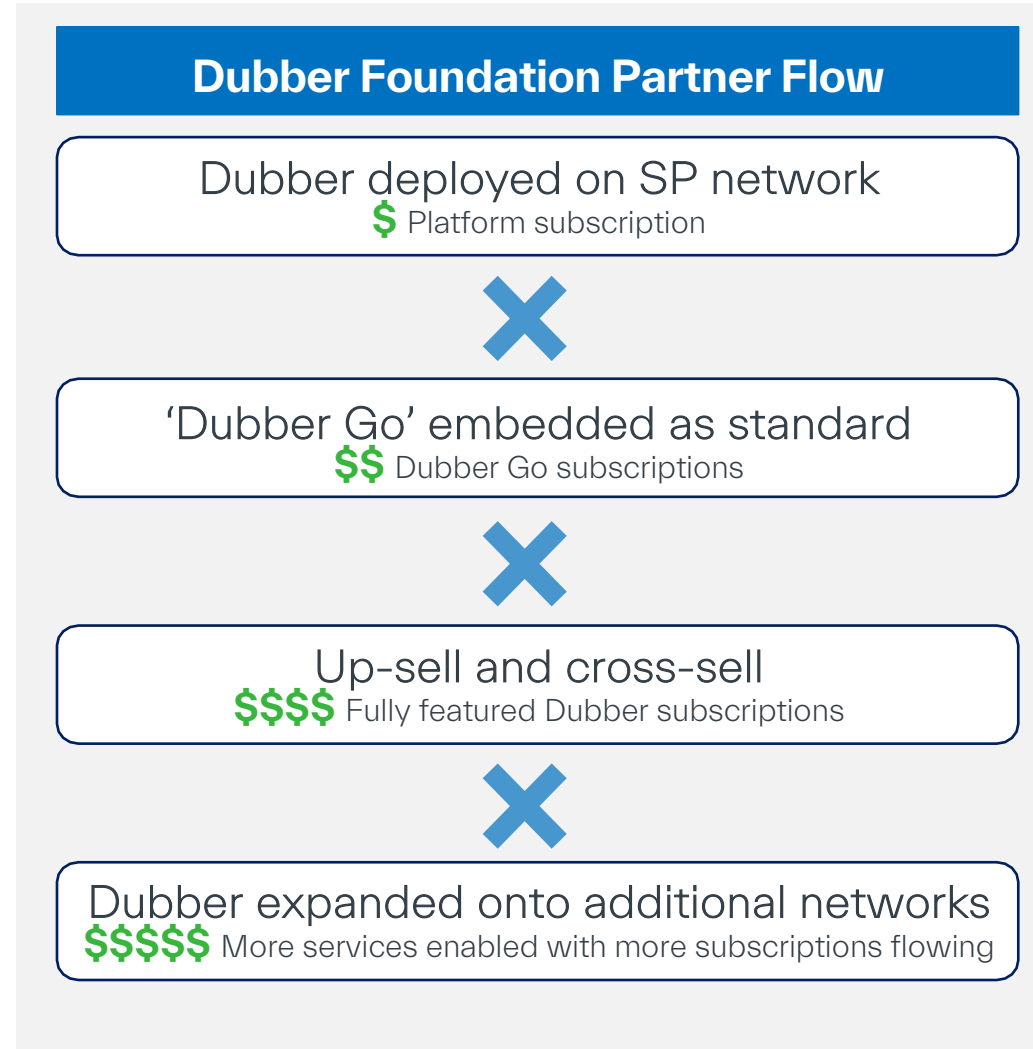 Dubber Foundation Partner Flow
Dubber deployed on SP network
$ Platform subscription
‘Dubber Go’ embedded as standard
$$ Dubber Go subscriptions
Up-sell and cross-sell
$$$$ Fully featured Dubber subscriptions
Dubber expanded onto additional networks
$$$$$ More services enabled with more subscriptions flowing